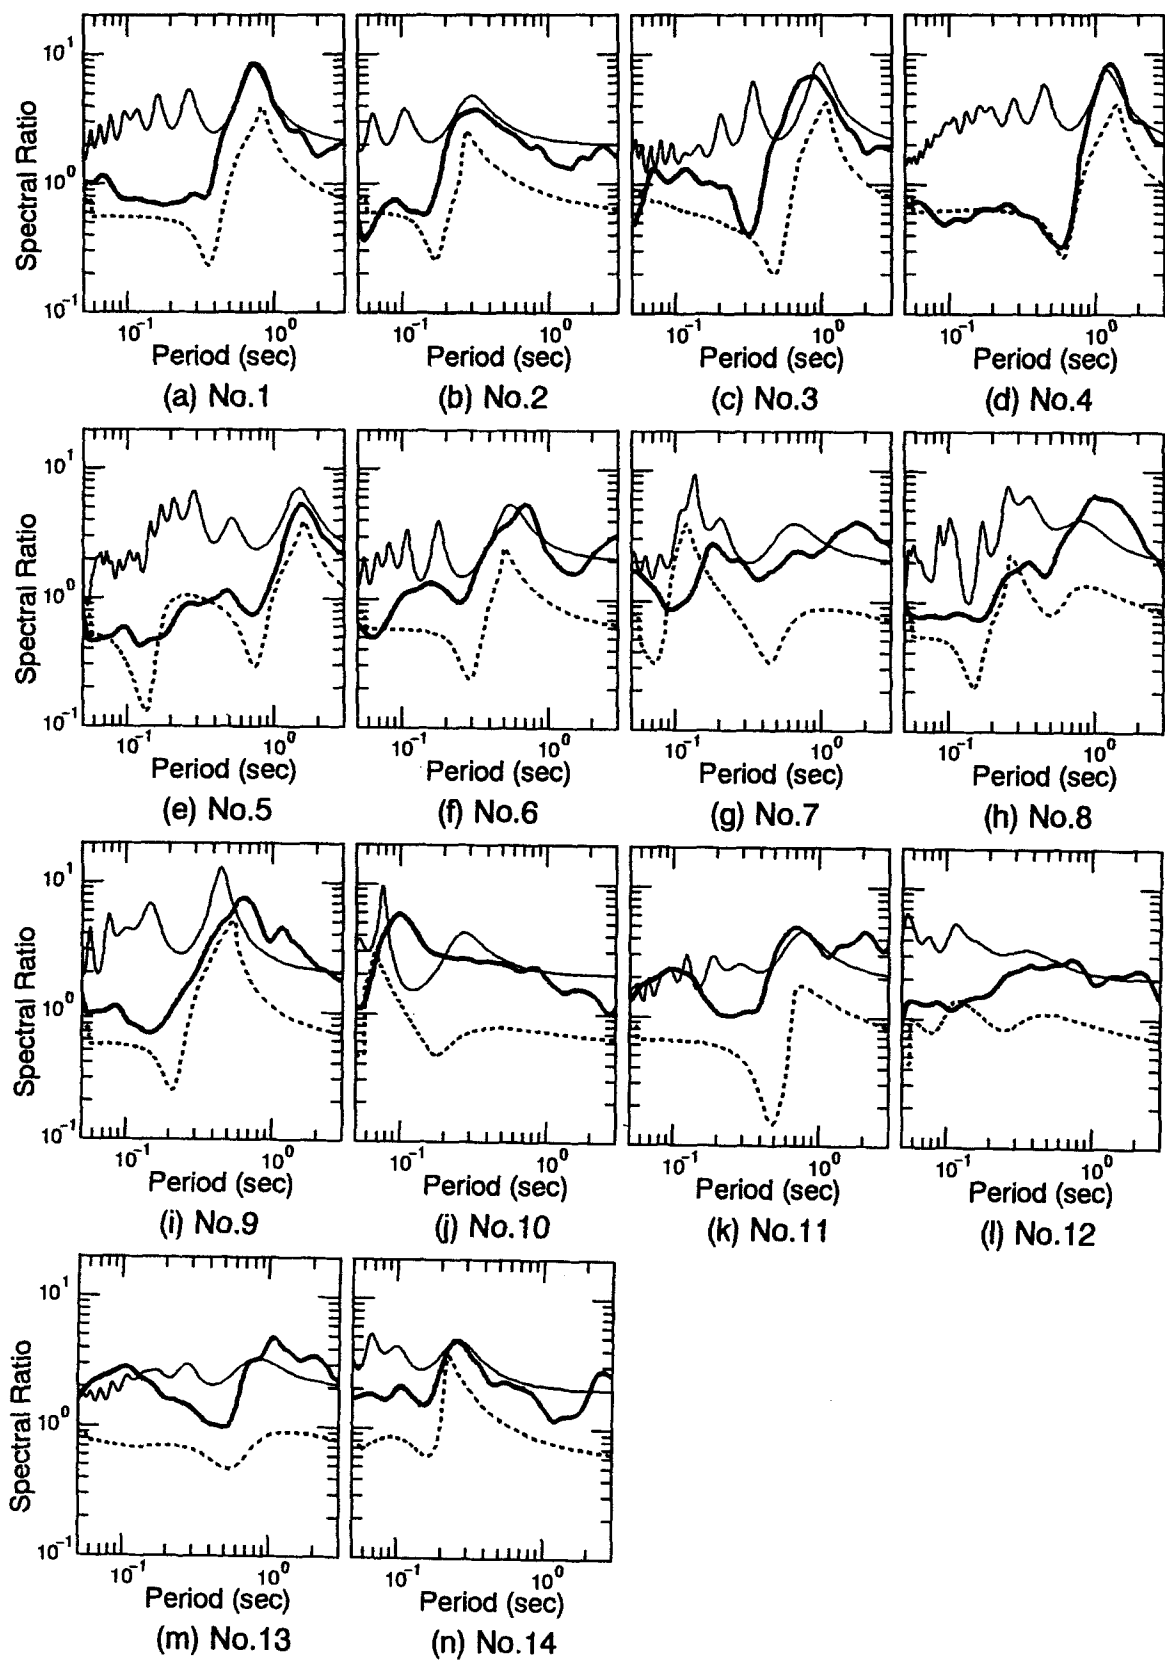 10¹ 10⁰ 10⁻¹
Spectral Ratio
10⁻¹ 10⁰ 10⁻¹ 10⁰ 10⁻¹ 10⁰ 10⁻¹ 10⁰
Period (sec) Period (sec) Period (sec) Period (sec)
(a) No.1 (b) No.2 (c) No.3 (d) No.4
10¹ 10⁰ 10⁻¹
Spectral Ratio
10⁻¹ 10⁰ 10⁻¹ 10⁰ 10⁻¹ 10⁰ 10⁻¹ 10⁰
Period (sec) Period (sec) Period (sec) Period (sec)
(e) No.5 (f) No.6 (g) No.7 (h) No.8
10¹ 10⁰ 10⁻¹
Spectral Ratio
10⁻¹ 10⁰ 10⁻¹ 10⁰ 10⁻¹ 10⁰ 10⁻¹ 10⁰
Period (sec) Period (sec) Period (sec) Period (sec)
(i) No.9 (j) No.10 (k) No.11 (l) No.12
10¹ 10⁰ 10⁻¹
Spectral Ratio
10⁻¹ 10⁰ 10⁻¹ 10⁰
Period (sec) Period (sec)
(m) No.13 (n) No.14